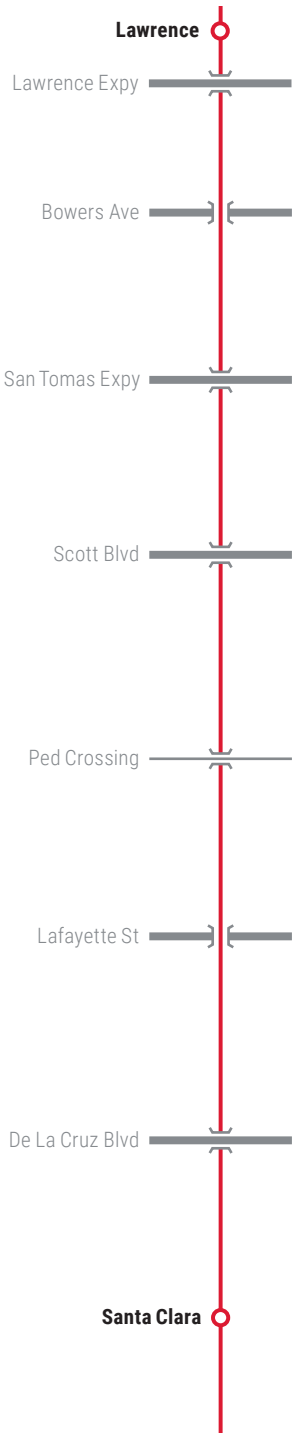 Lawrence
Lawrence Expy
Bowers Ave
San Tomas Expy
Scott Blvd
Ped Crossing
Lafayette St
De La Cruz Blvd
Santa Clara